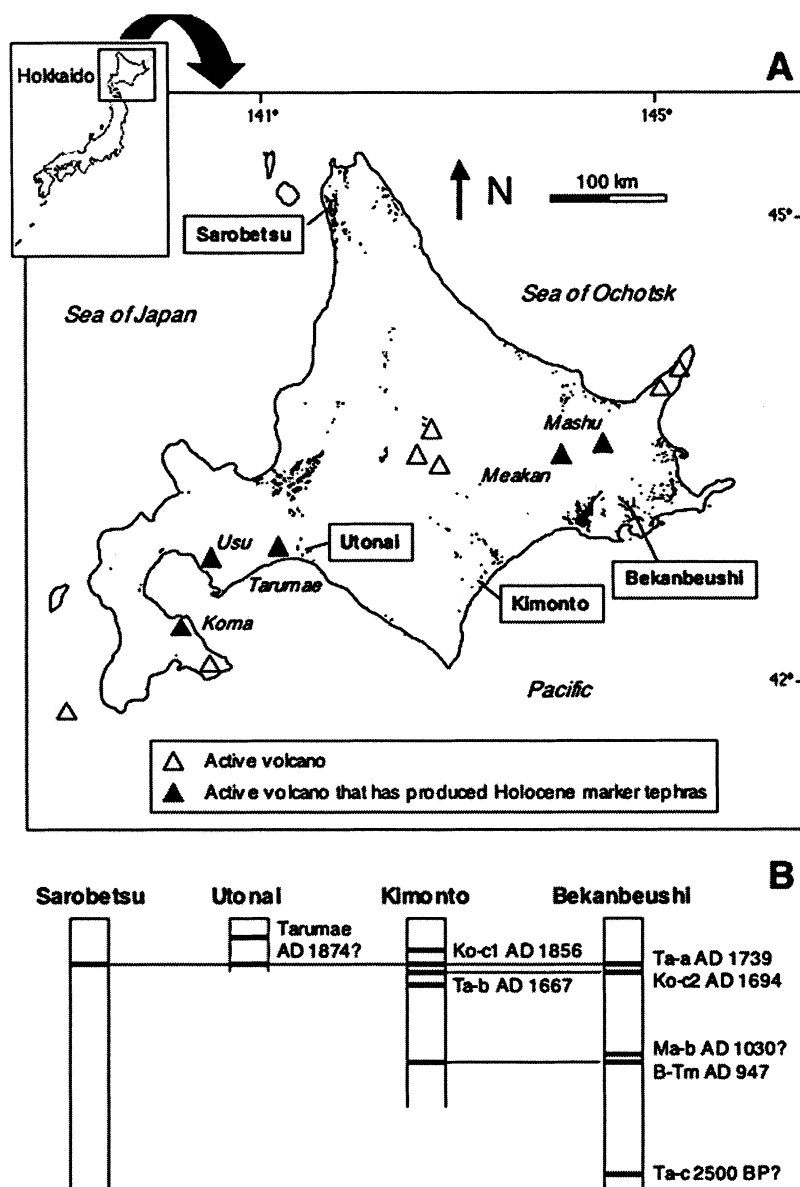 Hokkaido
A
141°
145°
N
100 km
45°
Sarobetsu
Sea of Japan
Sea of Ochotsk
Mashu
Meakan
Usu
Utonai
Tarumae
Bekanbeushi
Kimonto
Koma
42°
Pacific
Active volcano
Active volcano that has produced Holocene marker tephras
B
Sarobetsu
Utonai
Kimonto
Bekanbeushi
Tarumae
AD 1874?
Ko-c1 AD 1856
Ta-a AD 1739
Ko-c2 AD 1694
Ta-b AD 1667
Ma-b AD 1030?
B-Tm AD 947
Ta-c 2500 BP?